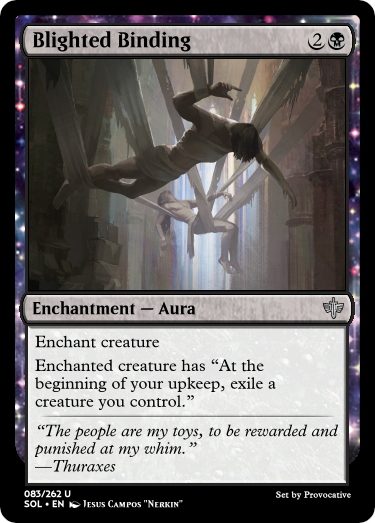 Blighted Binding 2
Enchantment — Aura
Enchant creature
Enchanted creature has “At the
beginning of your upkeep, exile a
creature you control.”
“The people are my toys, to be rewarded and
punished at my whim.”
—Thuraxes
083/262 U
SOL • EN Jesus Campos "Nerkin"
Set by Provocative